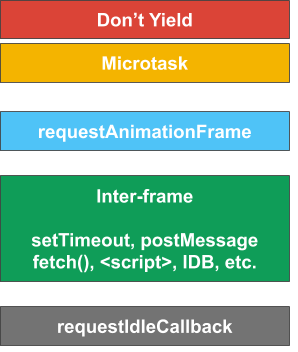 Don’t Yield
Microtask
requestAnimationFrame
Inter-frame
setTimeout, postMessage
fetch(), <script>, IDB, etc.
requestIdleCallback